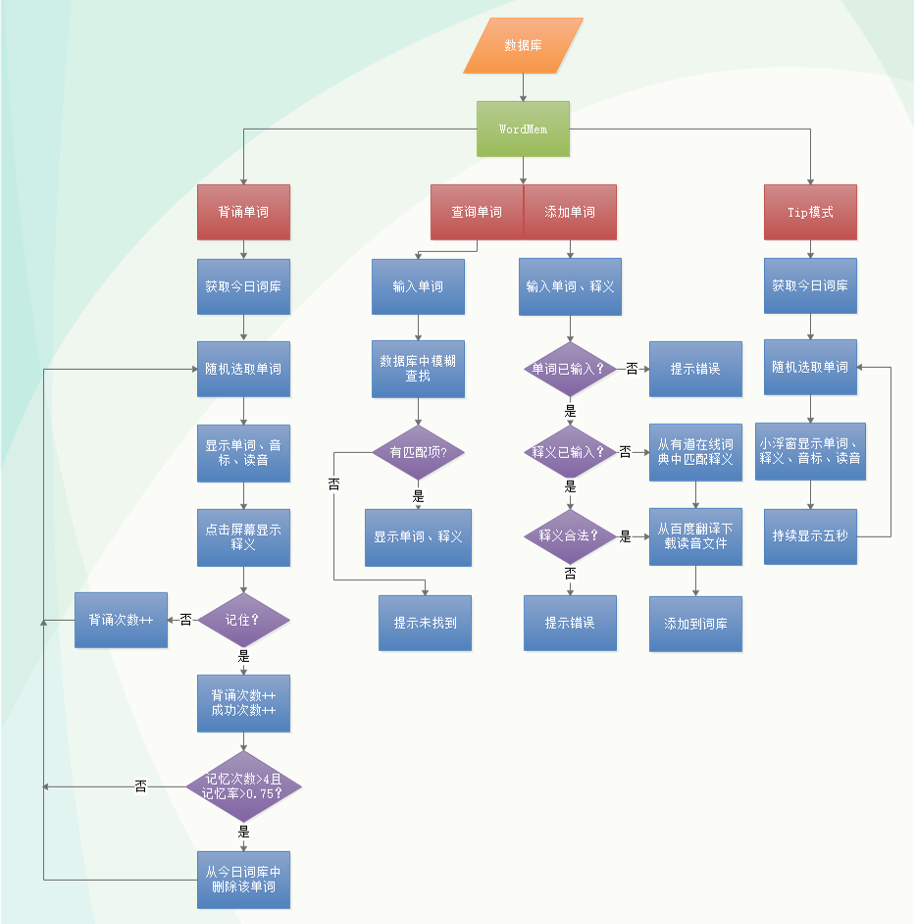 数据库
WordMem
背诵单词
查询单词
添加单词
Tip模式
获取今日词库
输入单词
输入单词、释义
获取今日词库
随机选取单词
数据库中模糊
查找
单词已输入?
否
提示错误
随机选取单词
是
显示单词、音
标、读音
有匹配项?
释义已输入?
否
从有道在线词
典中匹配释义
小浮窗显示单词、
释义、音标、读音
否
是
是
点击屏幕显示
释义
显示单词、释义
释义合法?
是
从百度翻译下
载读音文件
持续显示五秒
否
背诵次数++
否
记住?
提示未找到
提示错误
添加到词库
是
背诵次数++
成功次数++
否
记忆次数>4且
记忆率>0.75?
是
从今日词库中
删除该单词